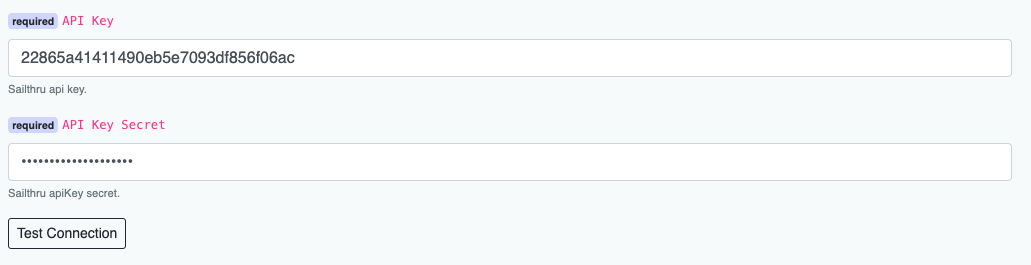 required API Key
22865a41411490eb5e7093df856f06ac
Sailthru api key.
required API Key Secret
••••••••••••••••••••
Sailthru apiKey secret.
Test Connection